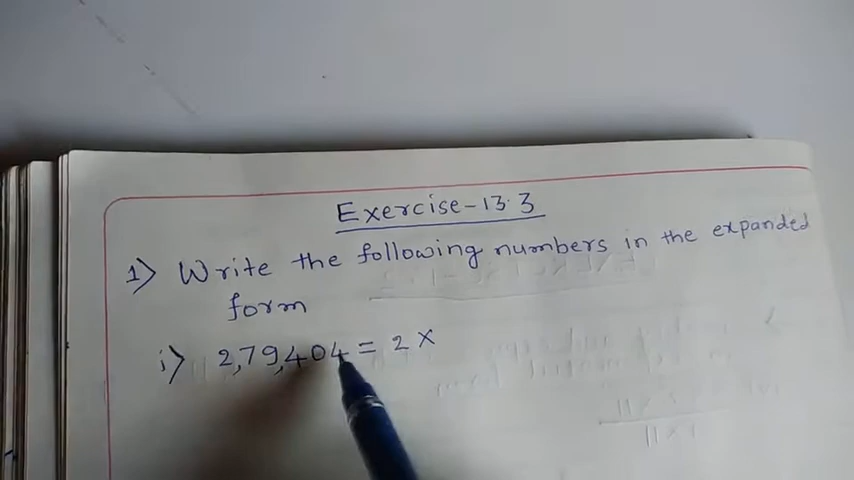 Exercise-13.3
1) Write the following numbers in the expanded
form
i) 2,79,404 = 2 ×